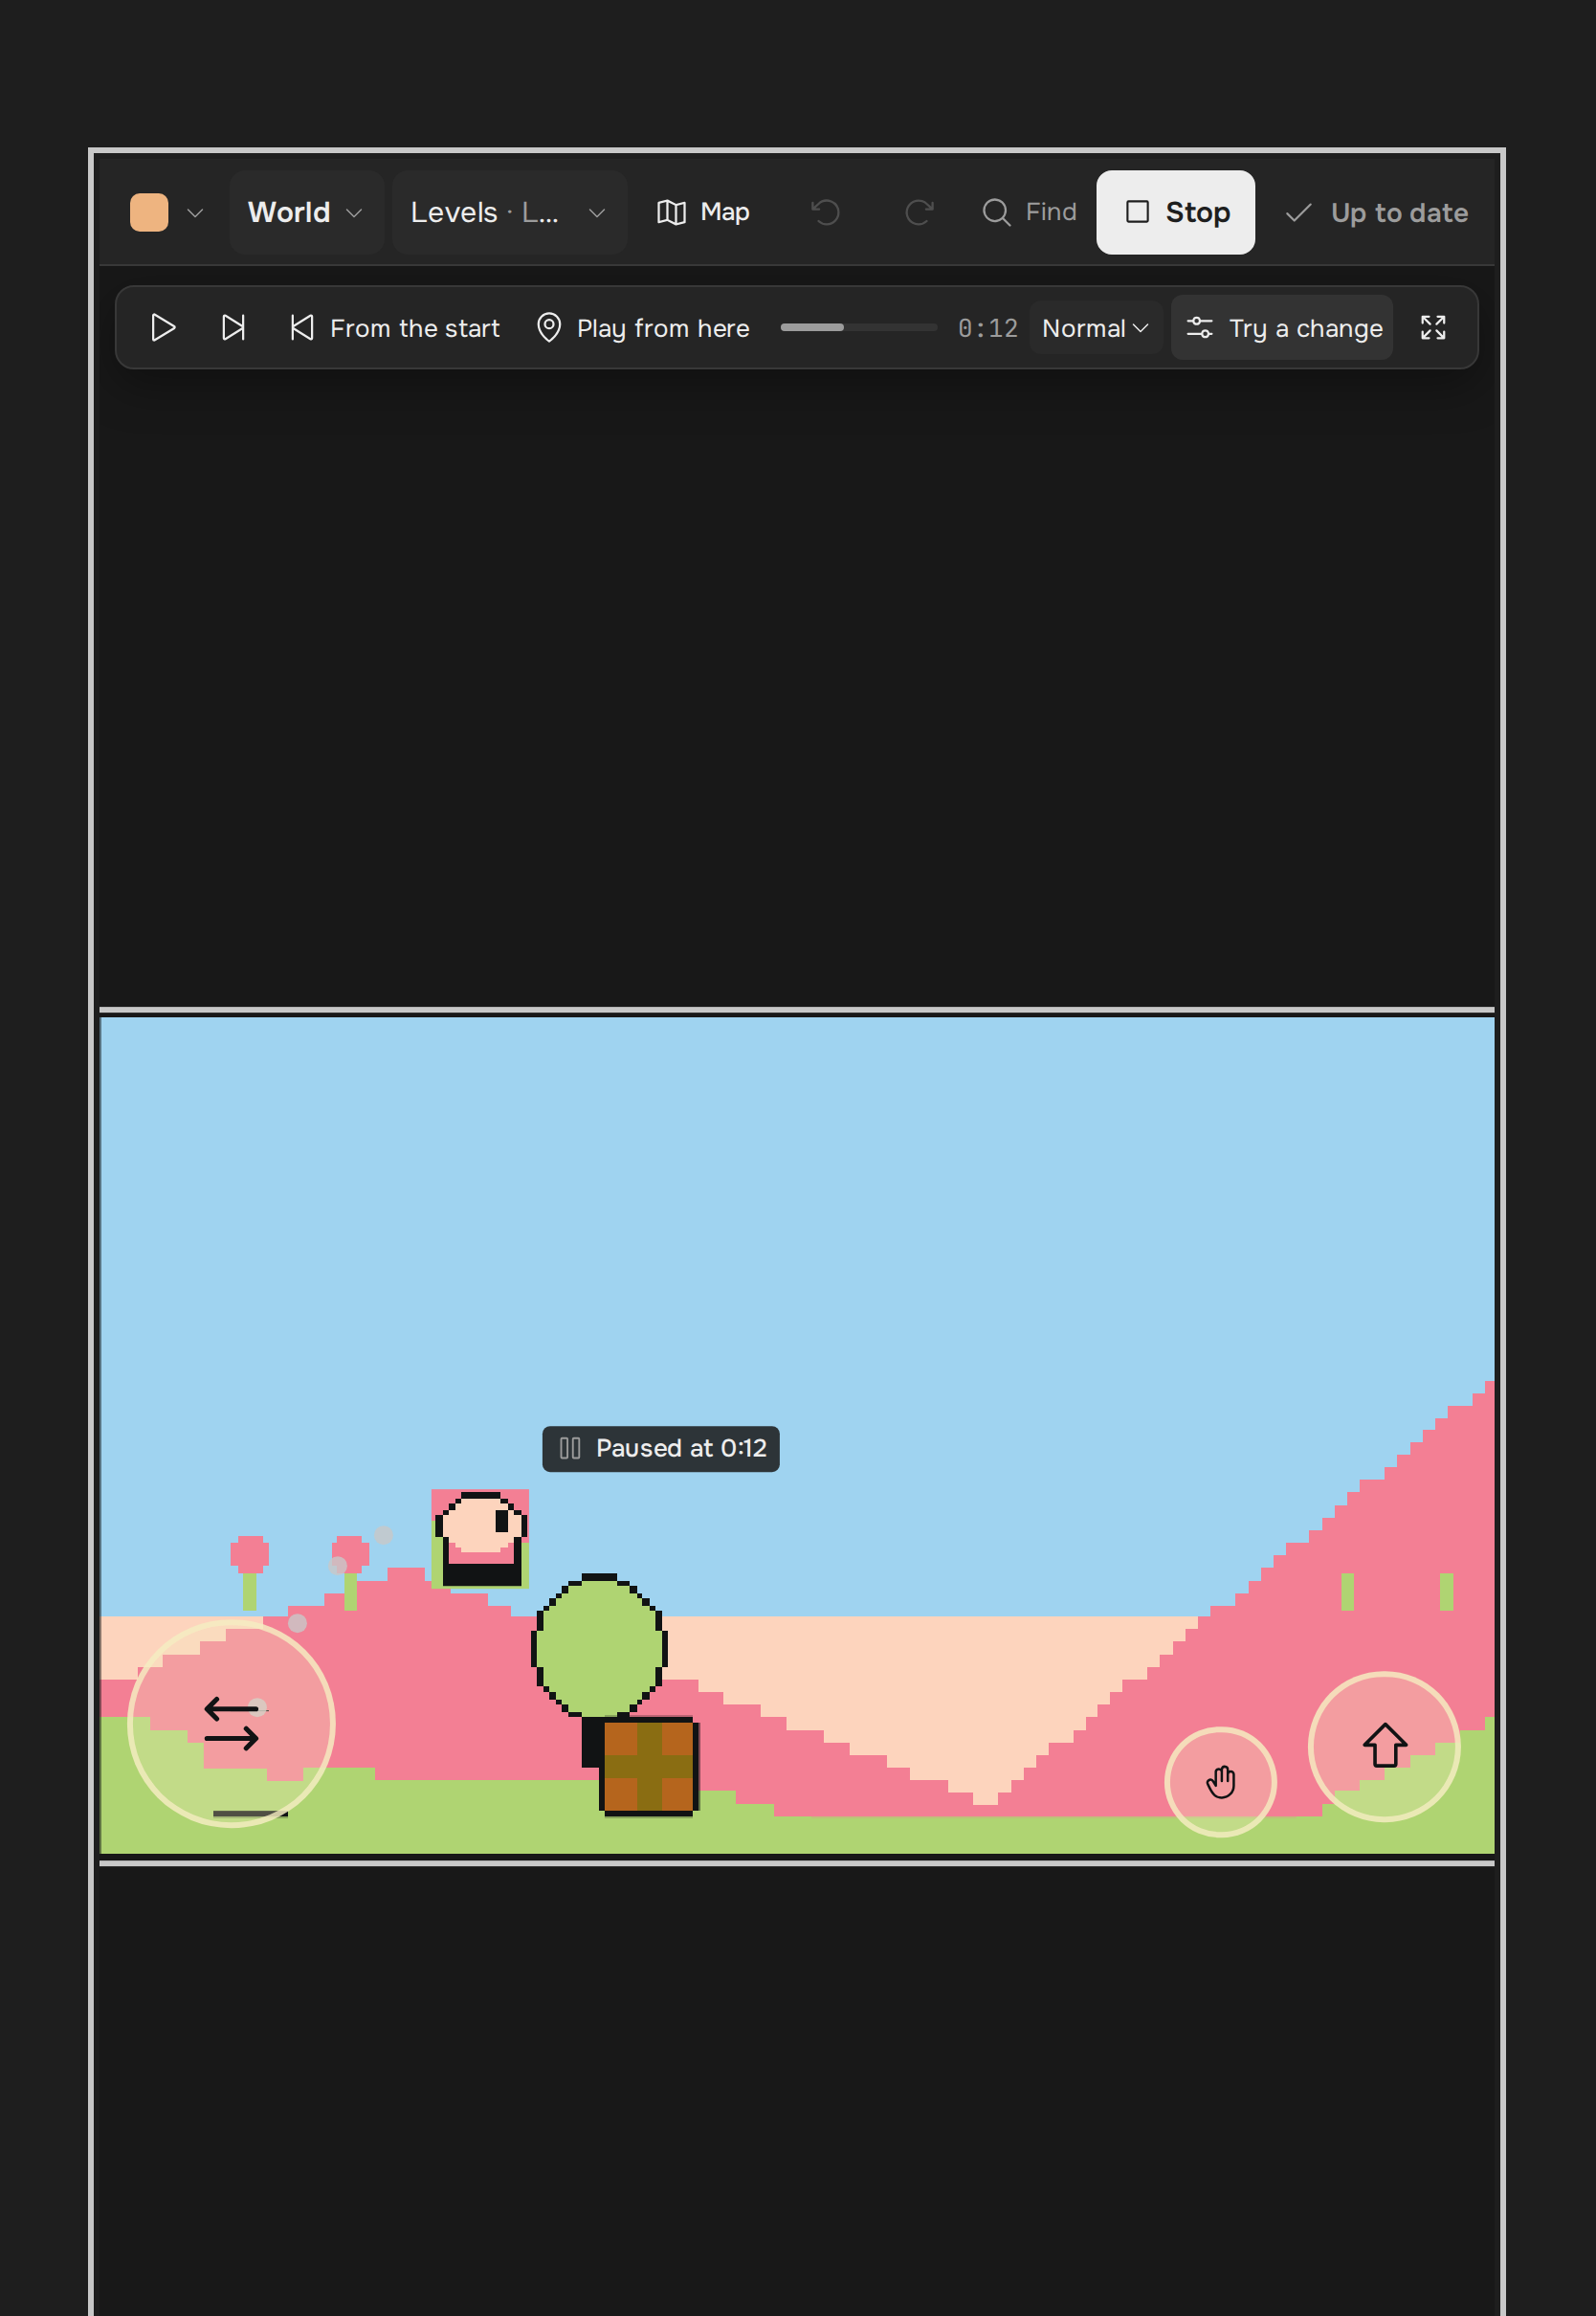 World Levels · L... Map Find Stop Up to date
From the start Play from here 0:12 Normal Try a change
Paused at 0:12